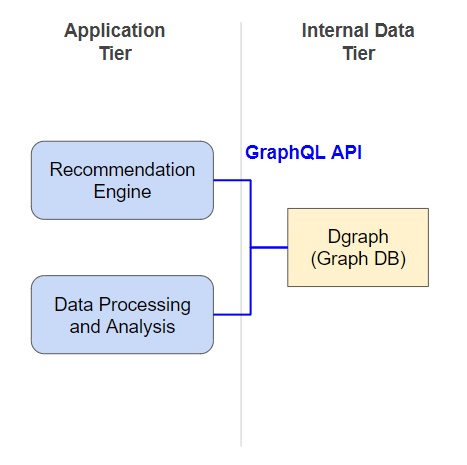 Application
Tier
Internal Data
Tier
GraphQL API
Recommendation
Engine
Dgraph
(Graph DB)
Data Processing
and Analysis